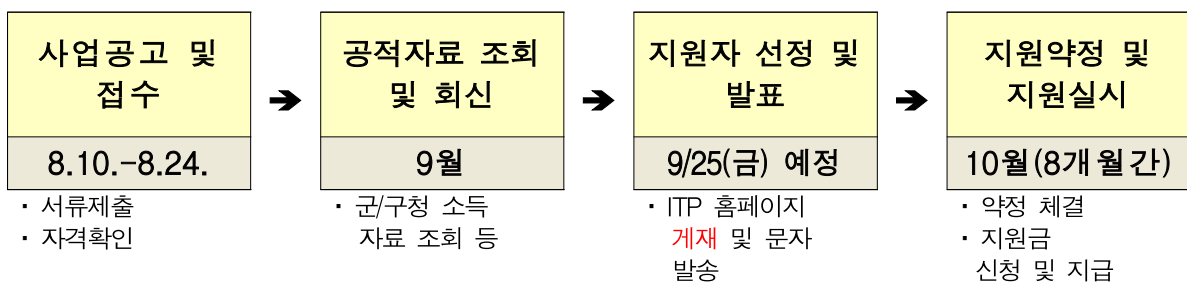 사업공고 및
접수
➔
공적자료 조회
및 회신
➔
지원자 선정 및
발표
➔
지원약정 및
지원실시
8.10.-8.24.
9월
9/25(금) 예정
10월(8개월간)
· 서류제출
· 자격확인
· 군/구청 소득
자료 조회 등
· ITP 홈페이지
게재 및 문자
발송
· 약정 체결
· 지원금
신청 및 지급